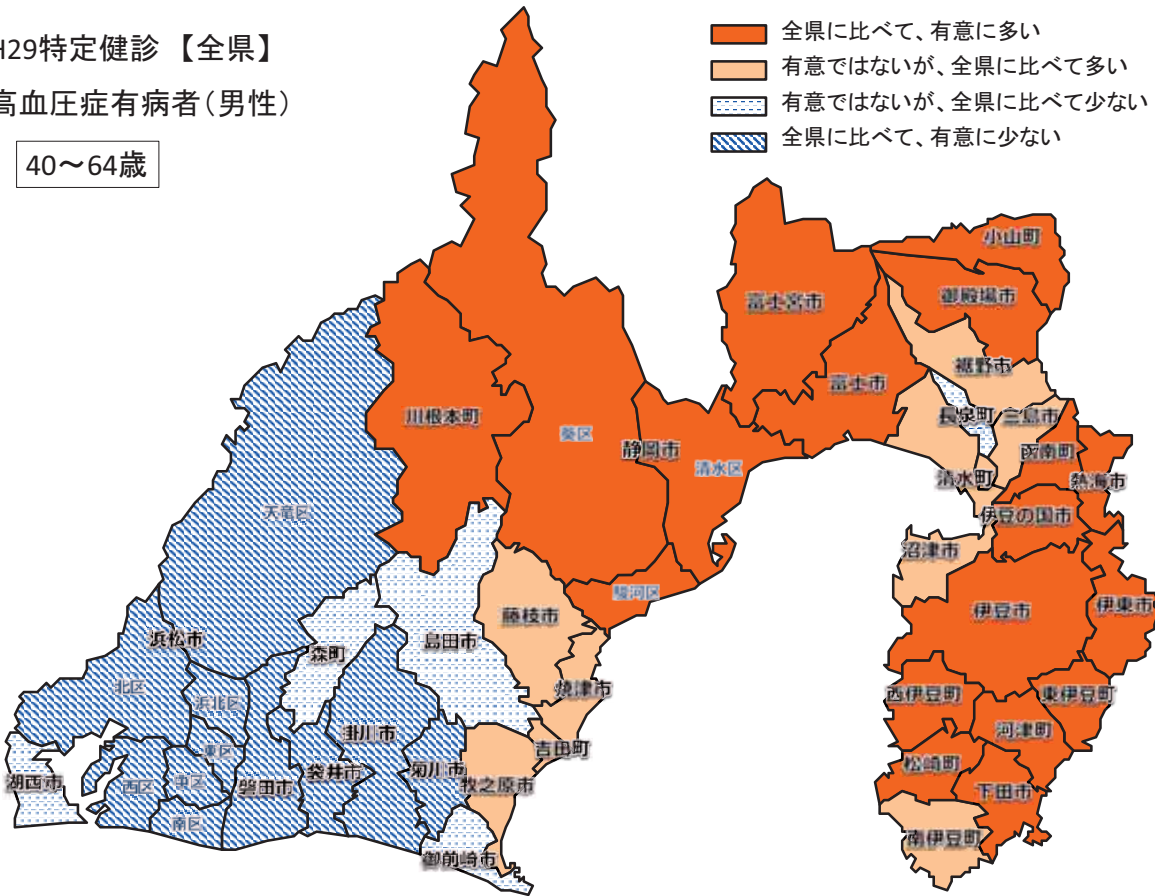 H29特定健診 【全県】
高血圧症有病者(男性)
40～64歳
全県に比べて、有意に多い
有意ではないが、全県に比べて多い
有意ではないが、全県に比べて少ない
全県に比べて、有意に少ない
小山町
御殿場市
富士宮市
裾野市
富士市
川根本町
長泉町
三島市
葵区
静岡市
函南町
清水区
清水町
熱海市
天竜区
伊豆の国市
沼津市
駿河区
伊豆市
伊東市
藤枝市
浜松市
島田市
森町
北区
焼津市
西伊豆町
東伊豆町
浜北区
掛川市
河津町
東区
吉田町
松崎町
湖西市
西区
中区
磐田市
袋井市
菊川市
牧之原市
下田市
南区
南伊豆町
御前崎市